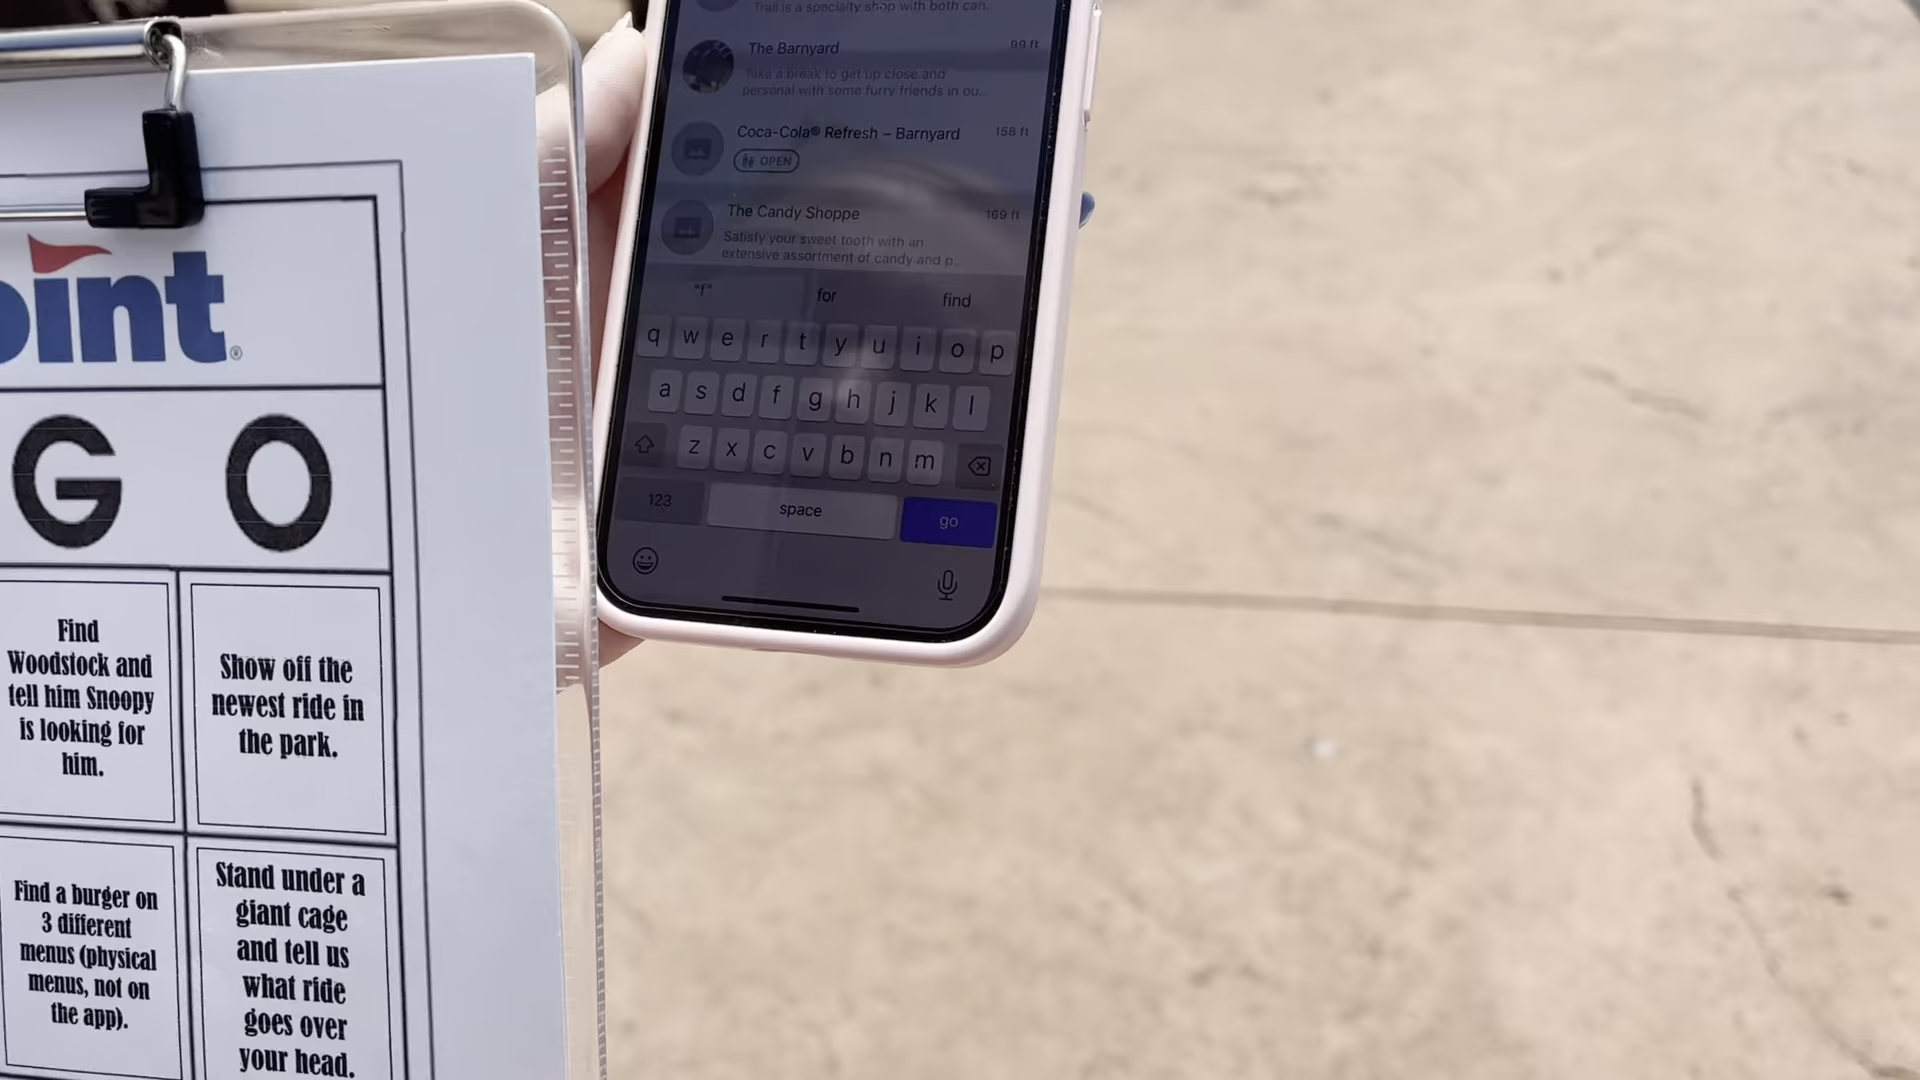 oint®
G O
Find
Woodstock and
tell him Snoopy
is looking for
him.
Show off the
newest ride in
the park.
Find a burger on
3 different
menus (physical
menus, not on
the app).
Stand under a
giant cage
and tell us
what ride
goes over
your head.
Trail is a specialty shop with both can..
The Barnyard 99 ft
Take a break to get up close and
personal with some furry friends in ou...
Coca-Cola® Refresh – Barnyard 158 ft
OPEN
The Candy Shoppe 169 ft
Satisfy your sweet tooth with an
extensive assortment of candy and p..
"f" for find
q w e r t y u i o p
a s d f g h j k l
z x c v b n m
123 space go